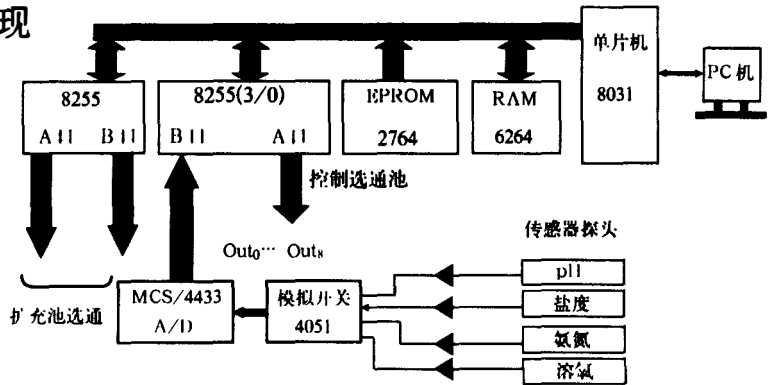 现
单片机
8031
PC机
8255
A口 B口
8255(3/0)
B口 A口
EPROM
2764
RAM
6264
控制选通池
Out₀… Out₈
传感器探头
pH
盐度
氨氮
溶氧
扩充池选通
MCS/4433
A/D
模拟开关
4051